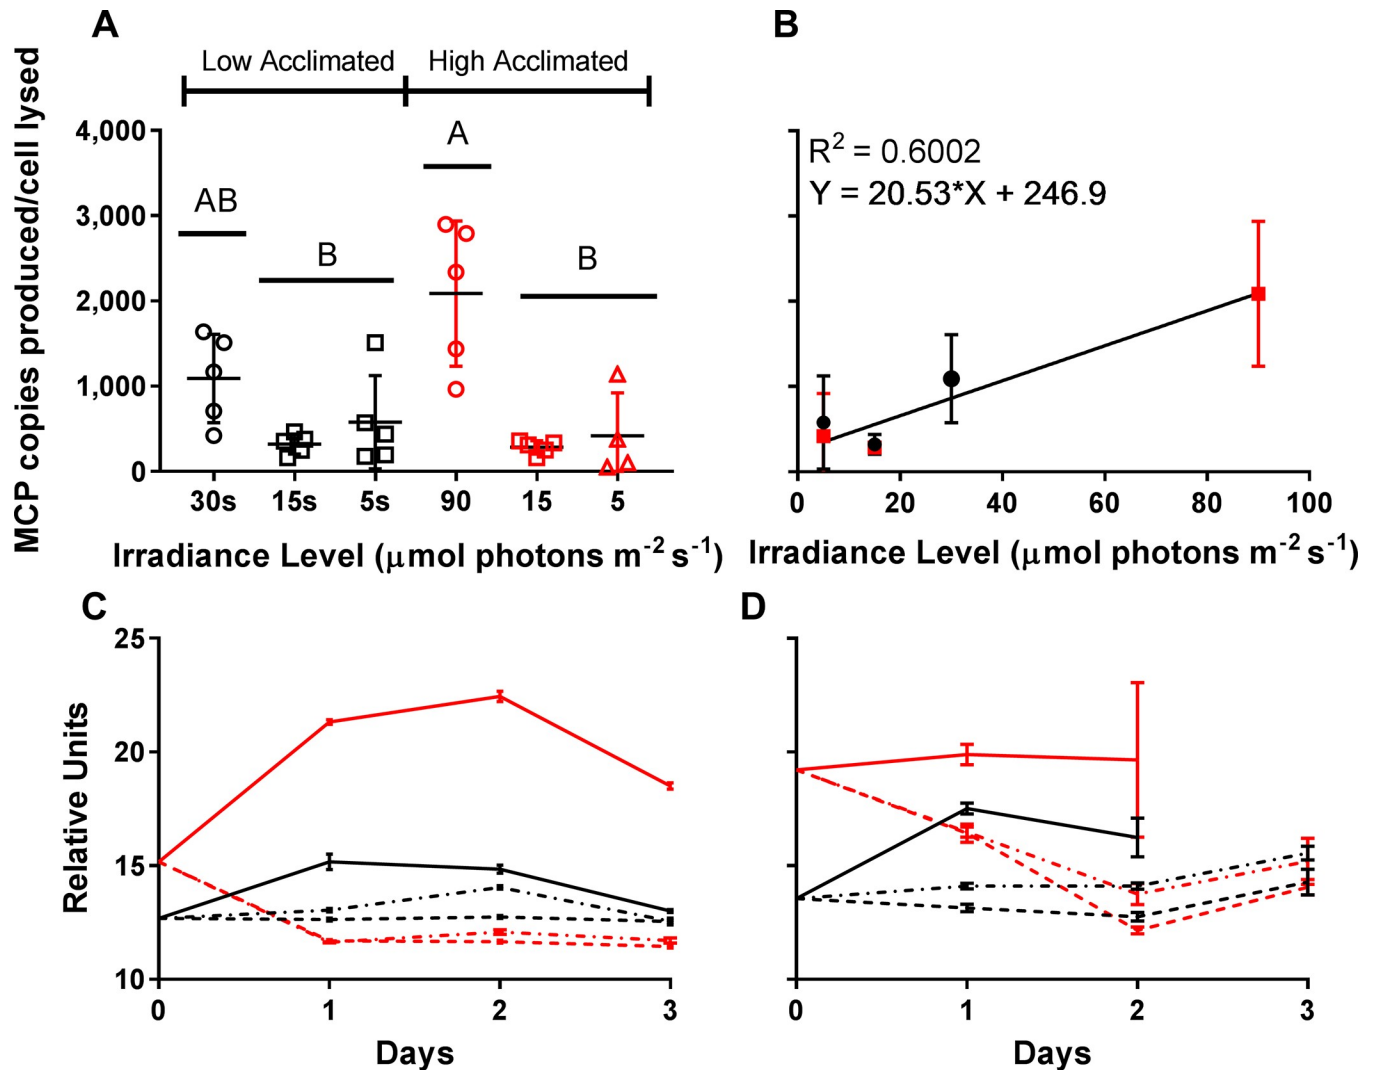 A
Low Acclimated High Acclimated
MCP copies produced/cell lysed
4,000
3,000
2,000
1,000
0
AB
B
A
B
30s 15s 5s 90 15 5
Irradiance Level (μmol photons m⁻² s⁻¹)
B
R² = 0.6002
Y = 20.53*X + 246.9
0 20 40 60 80 100
Irradiance Level (μmol photons m⁻² s⁻¹)
C
Relative Units
25
20
15
10
0 1 2 3
Days
D
0 1 2 3
Days